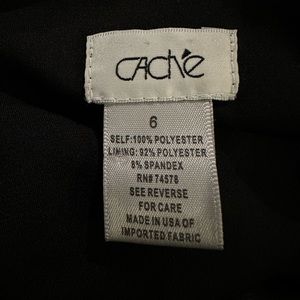 Cache
6
SELF:100% POLYESTER
LINING: 92% POLYESTER
8% SPANDEX
RN# 74578
SEE REVERSE
FOR CARE
MADE IN USA OF
IMPORTED FABRIC